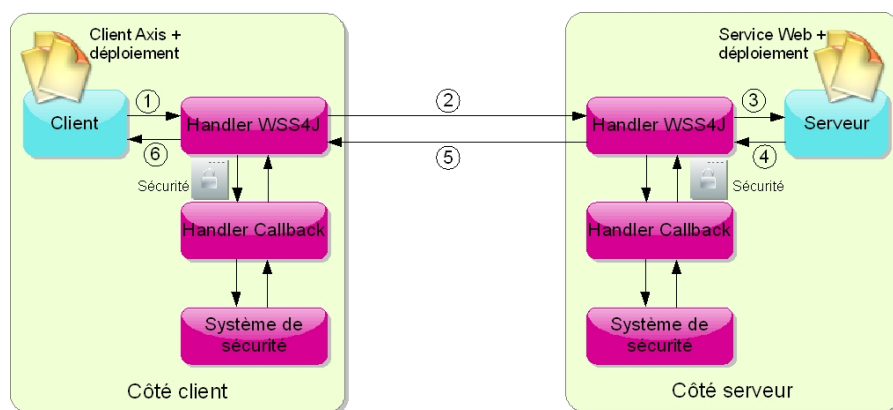 Client Axis +
déploiement
Client
1
6
Handler WSS4J
Sécurité
Handler Callback
Système de
sécurité
Côté client
2
5
Service Web +
déploiement
Handler WSS4J
3
4
Serveur
Sécurité
Handler Callback
Système de
sécurité
Côté serveur